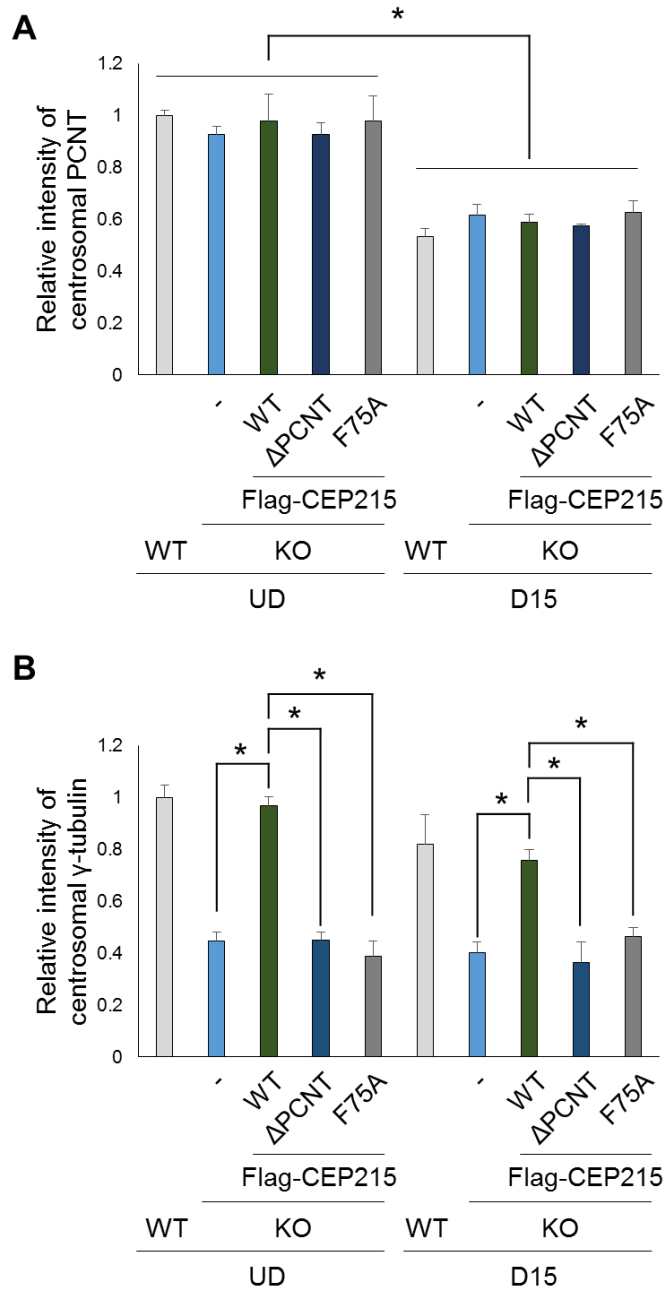 A
*
Relative intensity of
centrosomal PCNT
1.2
1
0.8
0.6
0.4
0.2
0
- WT ΔPCNT F75A - WT ΔPCNT F75A
Flag-CEP215 Flag-CEP215
WT KO WT KO
UD D15
B
* * * * * *
Relative intensity of
centrosomal γ-tubulin
1.2
1
0.8
0.6
0.4
0.2
0
- WT ΔPCNT F75A - WT ΔPCNT F75A
Flag-CEP215 Flag-CEP215
WT KO WT KO
UD D15